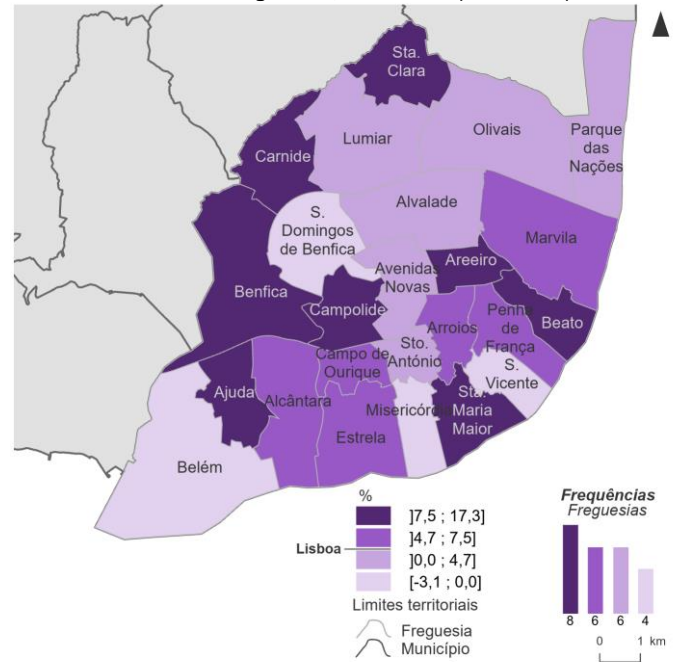 Sta.
Clara
Lumiar
Olivais
Parque
das
Nações
Carnide
S.
Domingos
de Benfica
Alvalade
Marvila
Avenidas
Novas
Areeiro
Benfica
Campolide
Arroios
Penha
de
França
Beato
Sto.
António
Campo de
Ourique
S.
Vicente
Ajuda
Alcântara
Misericórdia
Sta.
Maria
Maior
Estrela
Belém
%
]7,5 ; 17,3]
]4,7 ; 7,5]
Lisboa
]0,0 ; 4,7]
[-3,1 ; 0,0]
Limites territoriais
Freguesia
Município
Frequências
Freguesias
8 6 6 4
0 1 km